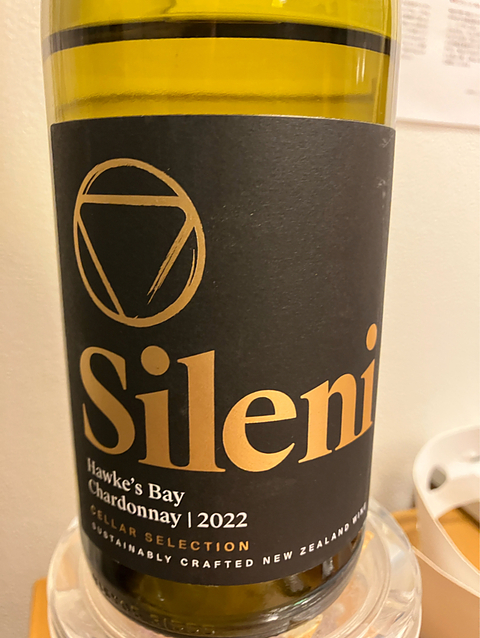 Sileni
Hawke's Bay
Chardonnay | 2022
CELLAR SELECTION
SUSTAINABLY CRAFTED NEW ZEALAND WINE